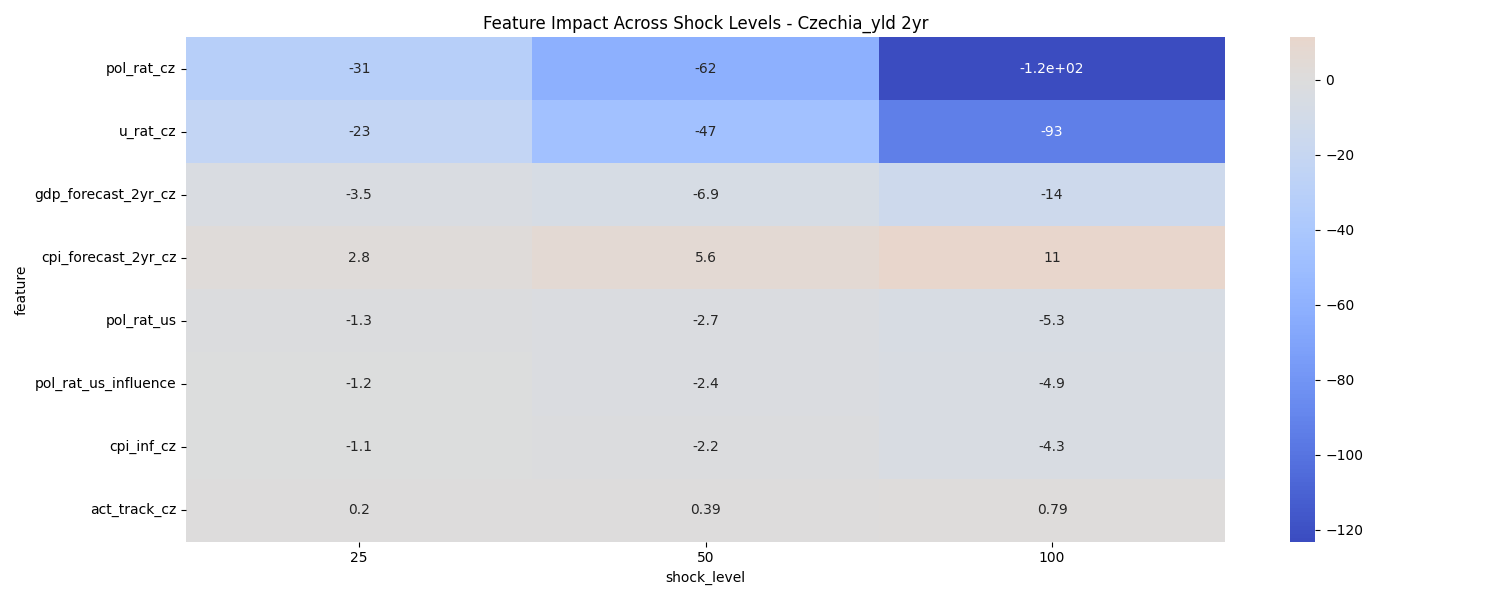 Feature Impact Across Shock Levels - Czechia_yld 2yr
feature
pol_rat_cz -31 -62 -1.2e+02
u_rat_cz -23 -47 -93
gdp_forecast_2yr_cz -3.5 -6.9 -14
cpi_forecast_2yr_cz 2.8 5.6 11
pol_rat_us -1.3 -2.7 -5.3
pol_rat_us_influence -1.2 -2.4 -4.9
cpi_inf_cz -1.1 -2.2 -4.3
act_track_cz 0.2 0.39 0.79
25 50 100
shock_level
0
−20
−40
−60
−80
−100
−120